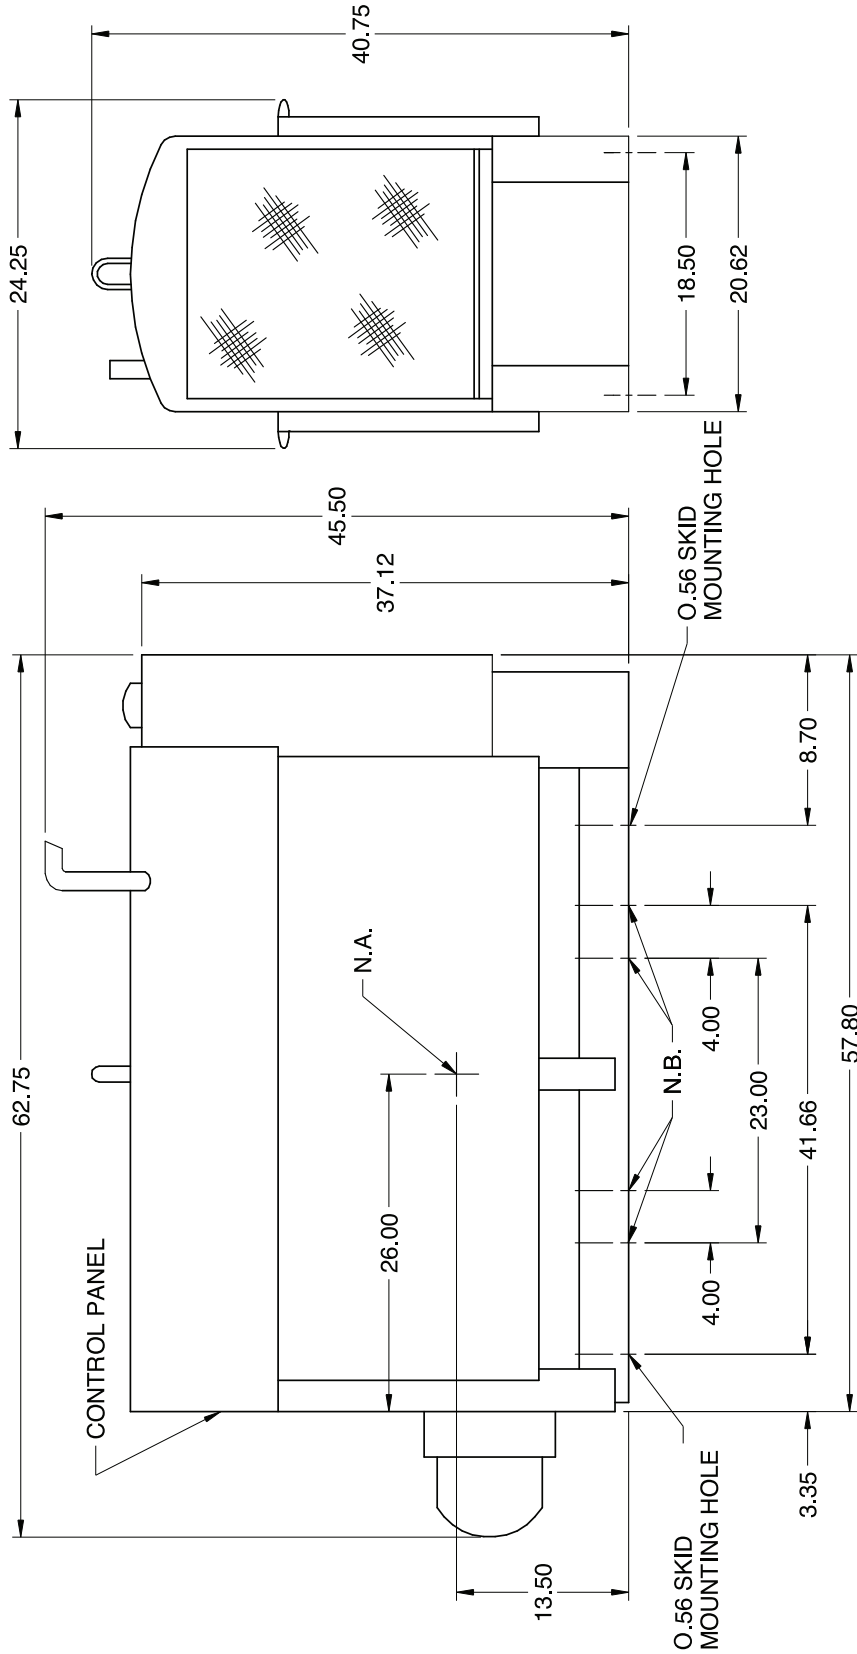 62.75
24.25
CONTROL PANEL
45.50
40.75
N.A.
26.00
37.12
13.50
O.56 SKID
MOUNTING HOLE
N.B.
O.56 SKID
MOUNTING HOLE
18.50
4.00
4.00
20.62
23.00
3.35
41.66
8.70
57.80